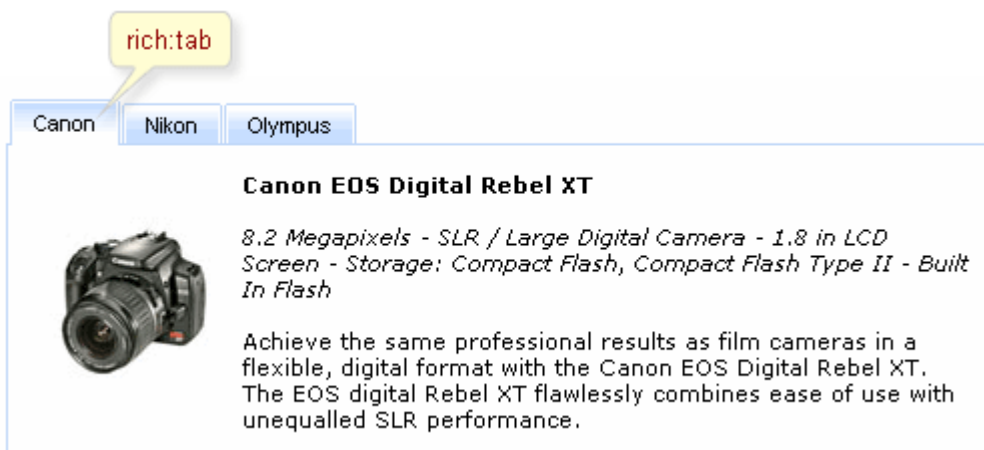 rich:tab
Canon Nikon Olympus
Canon EOS Digital Rebel XT
8.2 Megapixels - SLR / Large Digital Camera - 1.8 in LCD
Screen - Storage: Compact Flash, Compact Flash Type II - Built
In Flash
Achieve the same professional results as film cameras in a
flexible, digital format with the Canon EOS Digital Rebel XT.
The EOS digital Rebel XT flawlessly combines ease of use with
unequalled SLR performance.